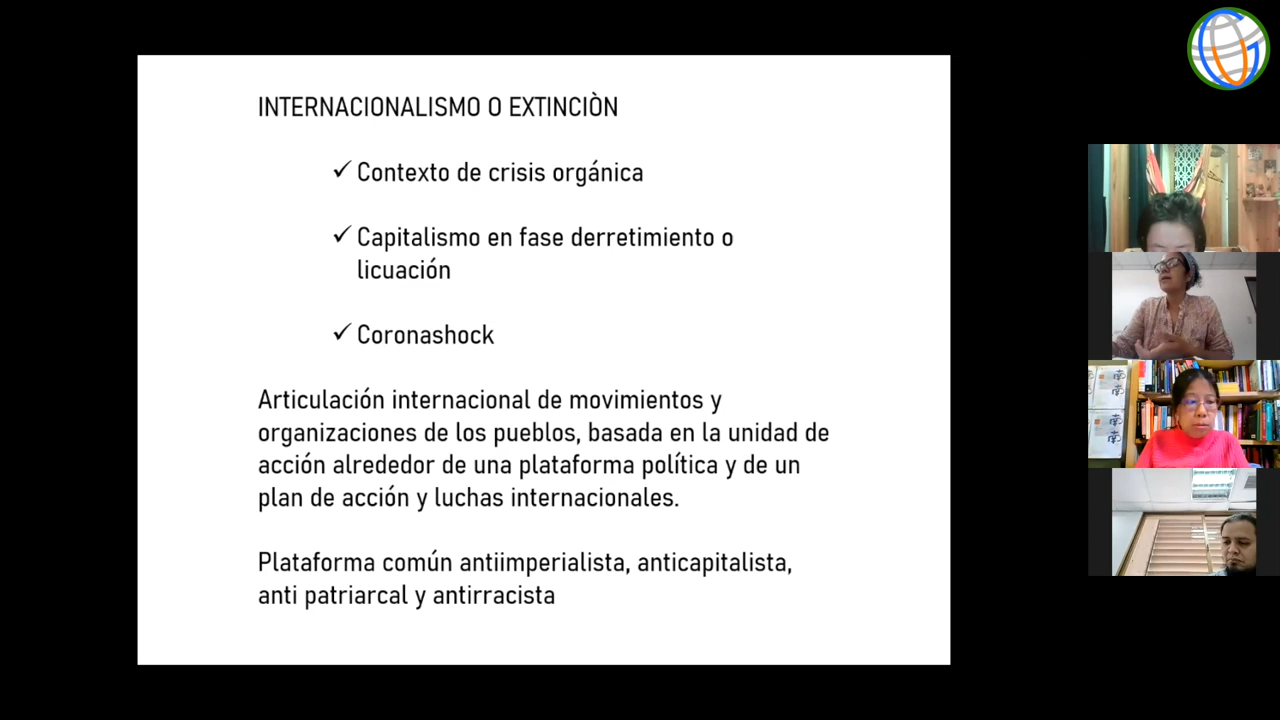 INTERNACIONALISMO O EXTINCIÒN
✓ Contexto de crisis orgánica
✓ Capitalismo en fase derretimiento o
licuación
✓ Coronashock
Articulación internacional de movimientos y
organizaciones de los pueblos, basada en la unidad de
acción alrededor de una plataforma política y de un
plan de acción y luchas internacionales.
Plataforma común antiimperialista, anticapitalista,
anti patriarcal y antirracista